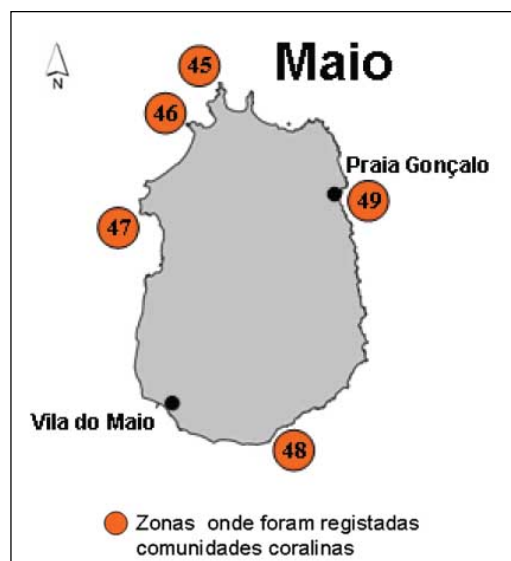 45
Maio
N
46
Praia Gonçalo
49
47
Vila do Maio
48
Zonas onde foram registadas
comunidades coralinas